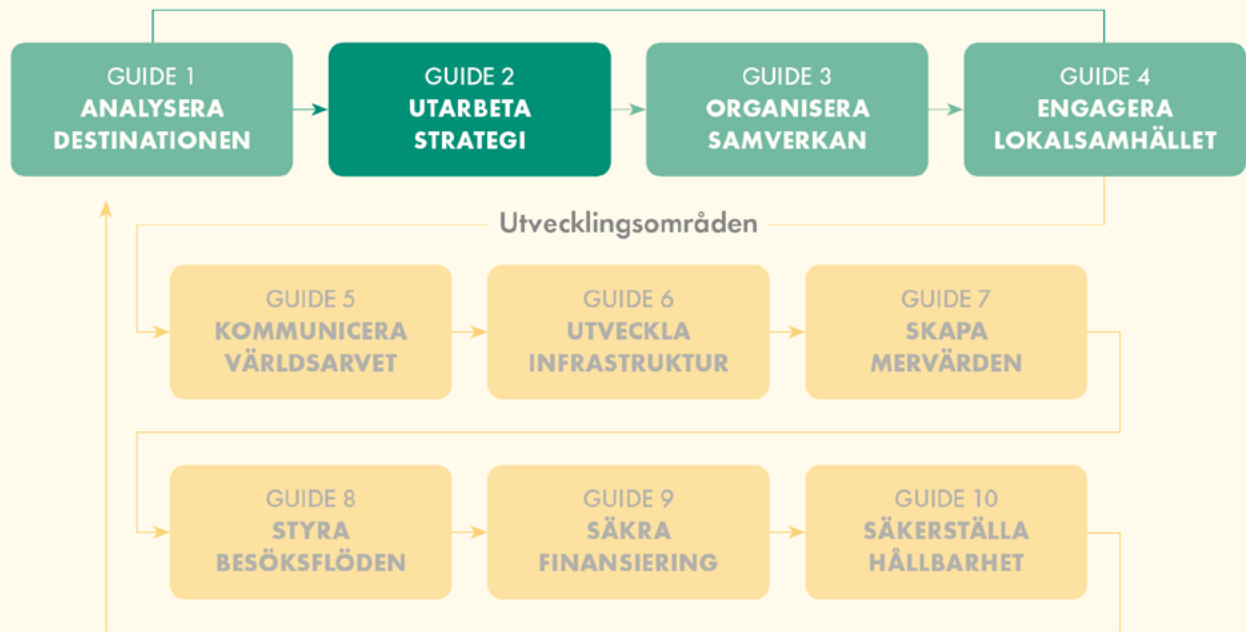 GUIDE 1
ANALYSERA
DESTINATIONEN
GUIDE 2
UTARBETA
STRATEGI
GUIDE 3
ORGANISERA
SAMVERKAN
GUIDE 4
ENGAGERA
LOKALSAMHÄLLET
Utvecklingsområden
GUIDE 5
KOMMUNICERA
VÄRLDSARVET
GUIDE 6
UTVECKLA
INFRASTRUKTUR
GUIDE 7
SKAPA
MERVÄRDEN
GUIDE 8
STYRA
BESÖKSFLÖDEN
GUIDE 9
SÄKRA
FINANSIERING
GUIDE 10
SÄKERSTÄLLA
HÅLLBARHET